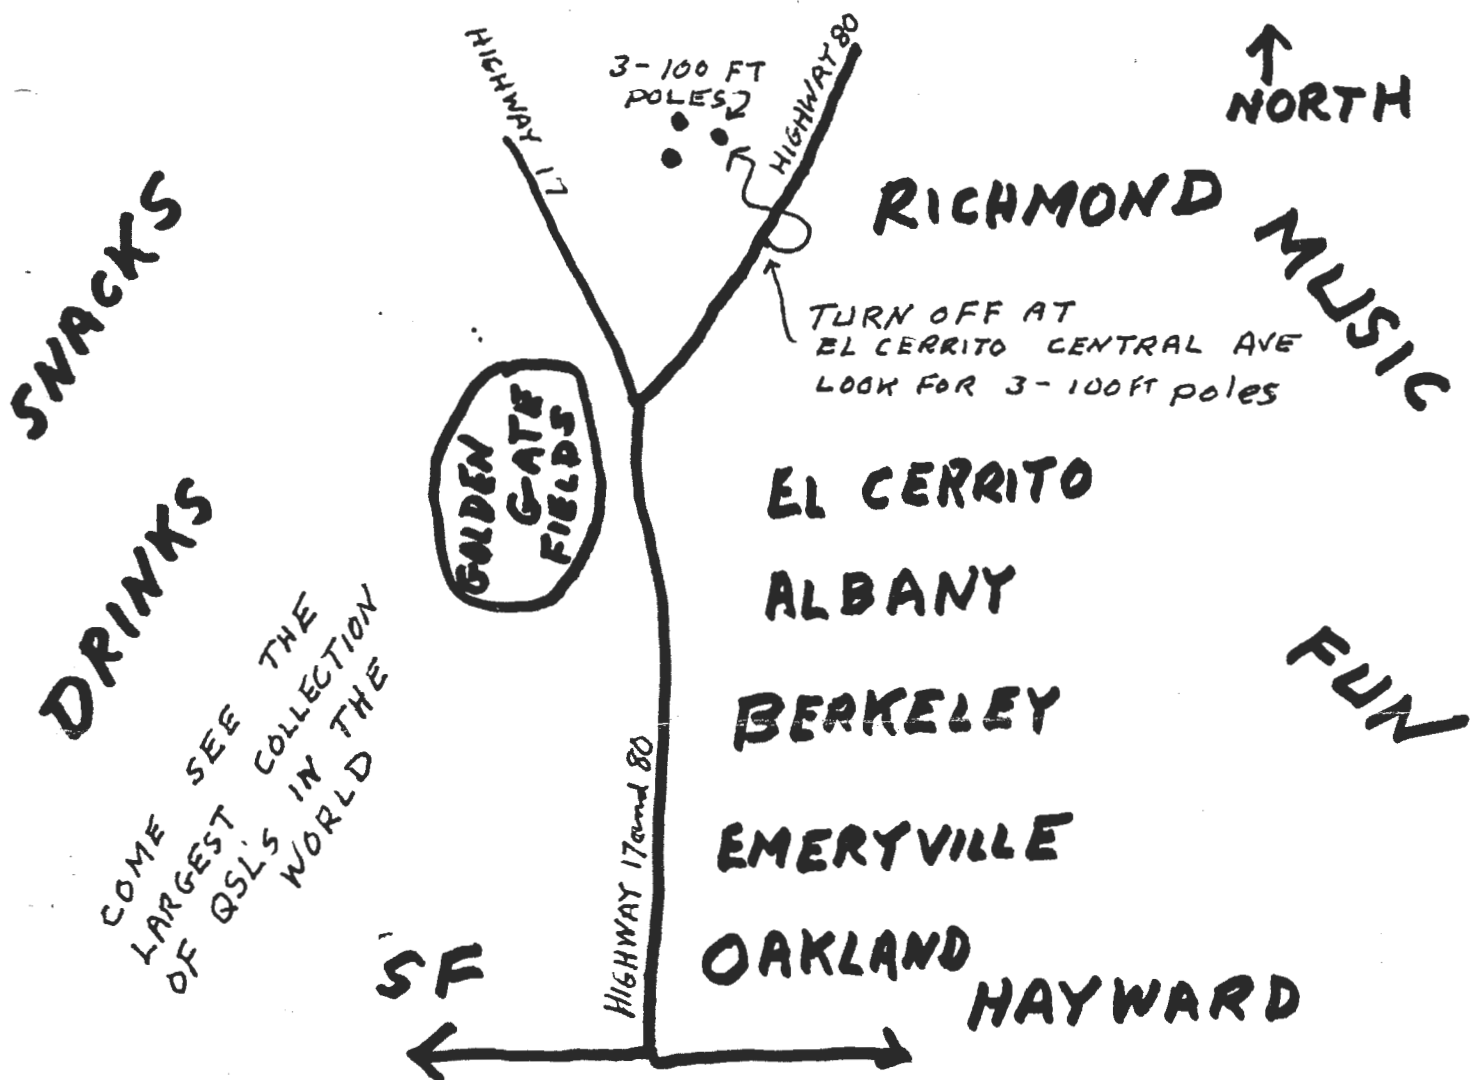 HIGHWAY 17
3-100 FT
POLES
HIGHWAY 80
NORTH
RICHMOND
SNACKS
MUSIC
TURN OFF AT
EL CERRITO CENTRAL AVE
LOOK FOR 3-100FT poles
GOLDEN
GATE
FIELDS
EL CERRITO
ALBANY
DRINKS
FUN
BERKELEY
COME SEE THE
LARGEST COLLECTION
OF QSL'S IN THE
WORLD
HIGHWAY 17 and 80
EMERYVILLE
OAKLAND
SF
HAYWARD